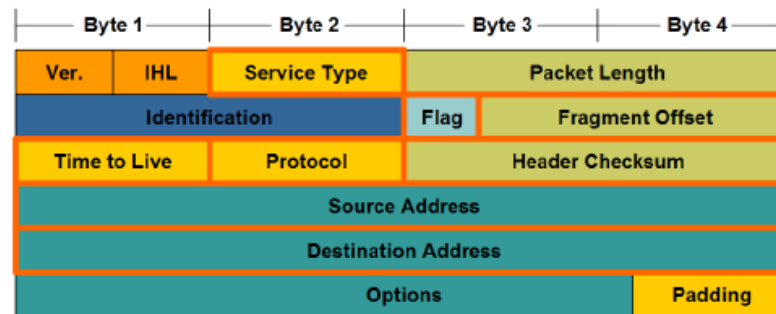 Byte 1 Byte 2 Byte 3 Byte 4
Ver. IHL Service Type Packet Length
Identification Flag Fragment Offset
Time to Live Protocol Header Checksum
Source Address
Destination Address
Options Padding